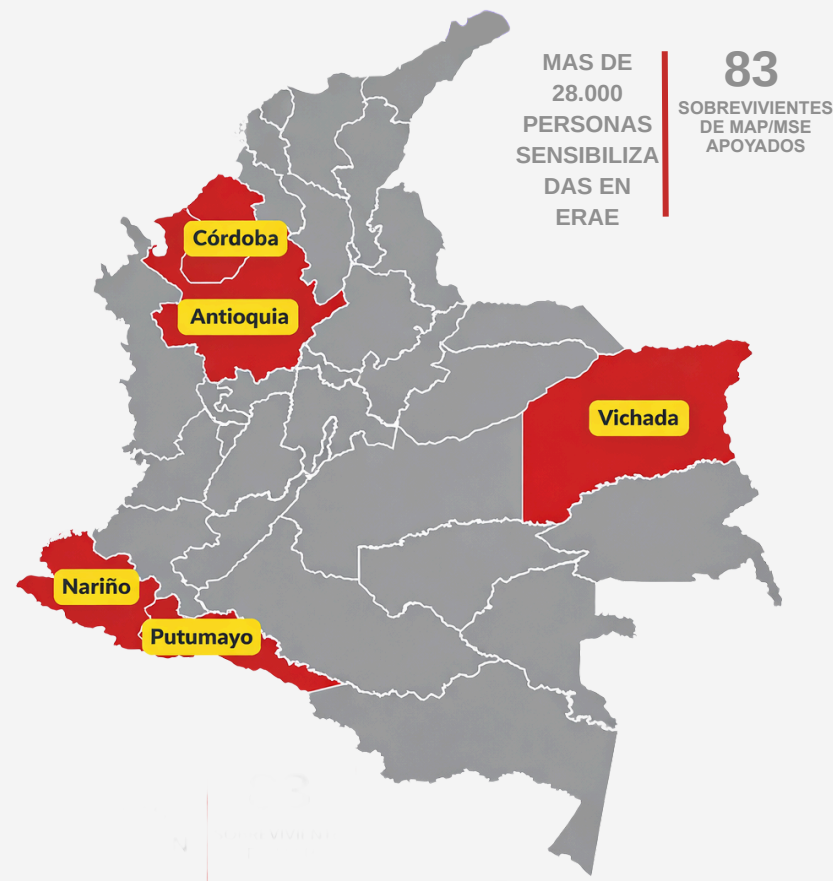 MAS DE
28.000
PERSONAS
SENSIBILIZA
DAS EN
ERAE
83
SOBREVIVIENTES
DE MAP/MSE
APOYADOS
Córdoba
Antioquia
Vichada
Nariño
Putumayo